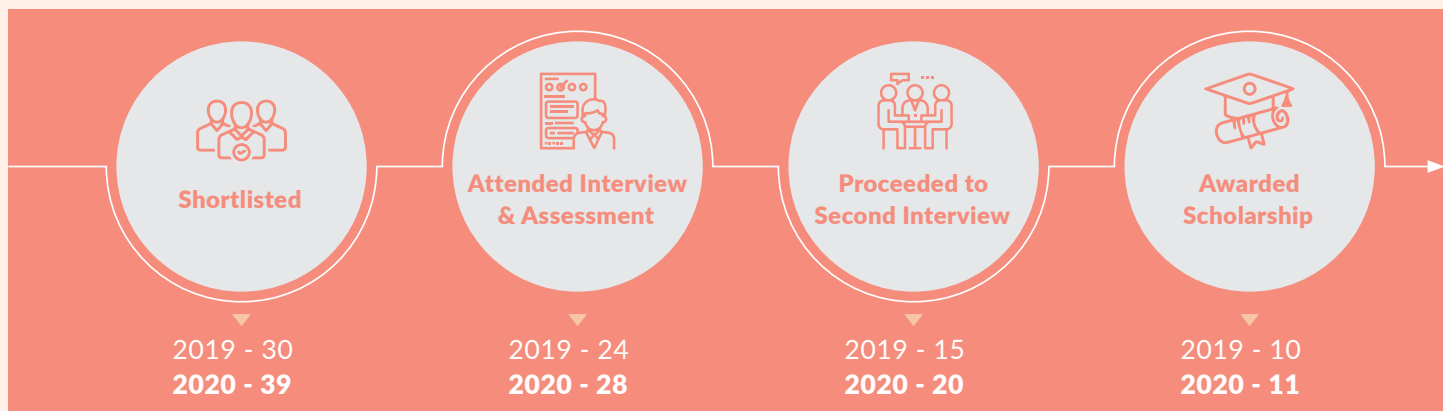 Shortlisted
2019 - 30
2020 - 39
Attended Interview
& Assessment
2019 - 24
2020 - 28
Proceeded to
Second Interview
2019 - 15
2020 - 20
Awarded
Scholarship
2019 - 10
2020 - 11